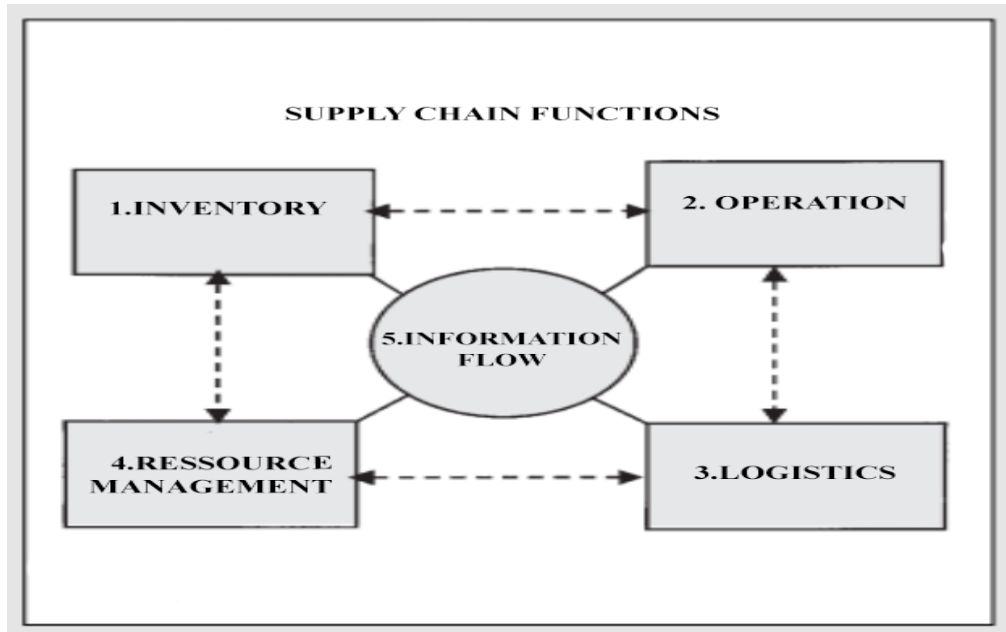 SUPPLY CHAIN FUNCTIONS
1.INVENTORY
2. OPERATION
5.INFORMATION
FLOW
4.RESSOURCE
MANAGEMENT
3.LOGISTICS